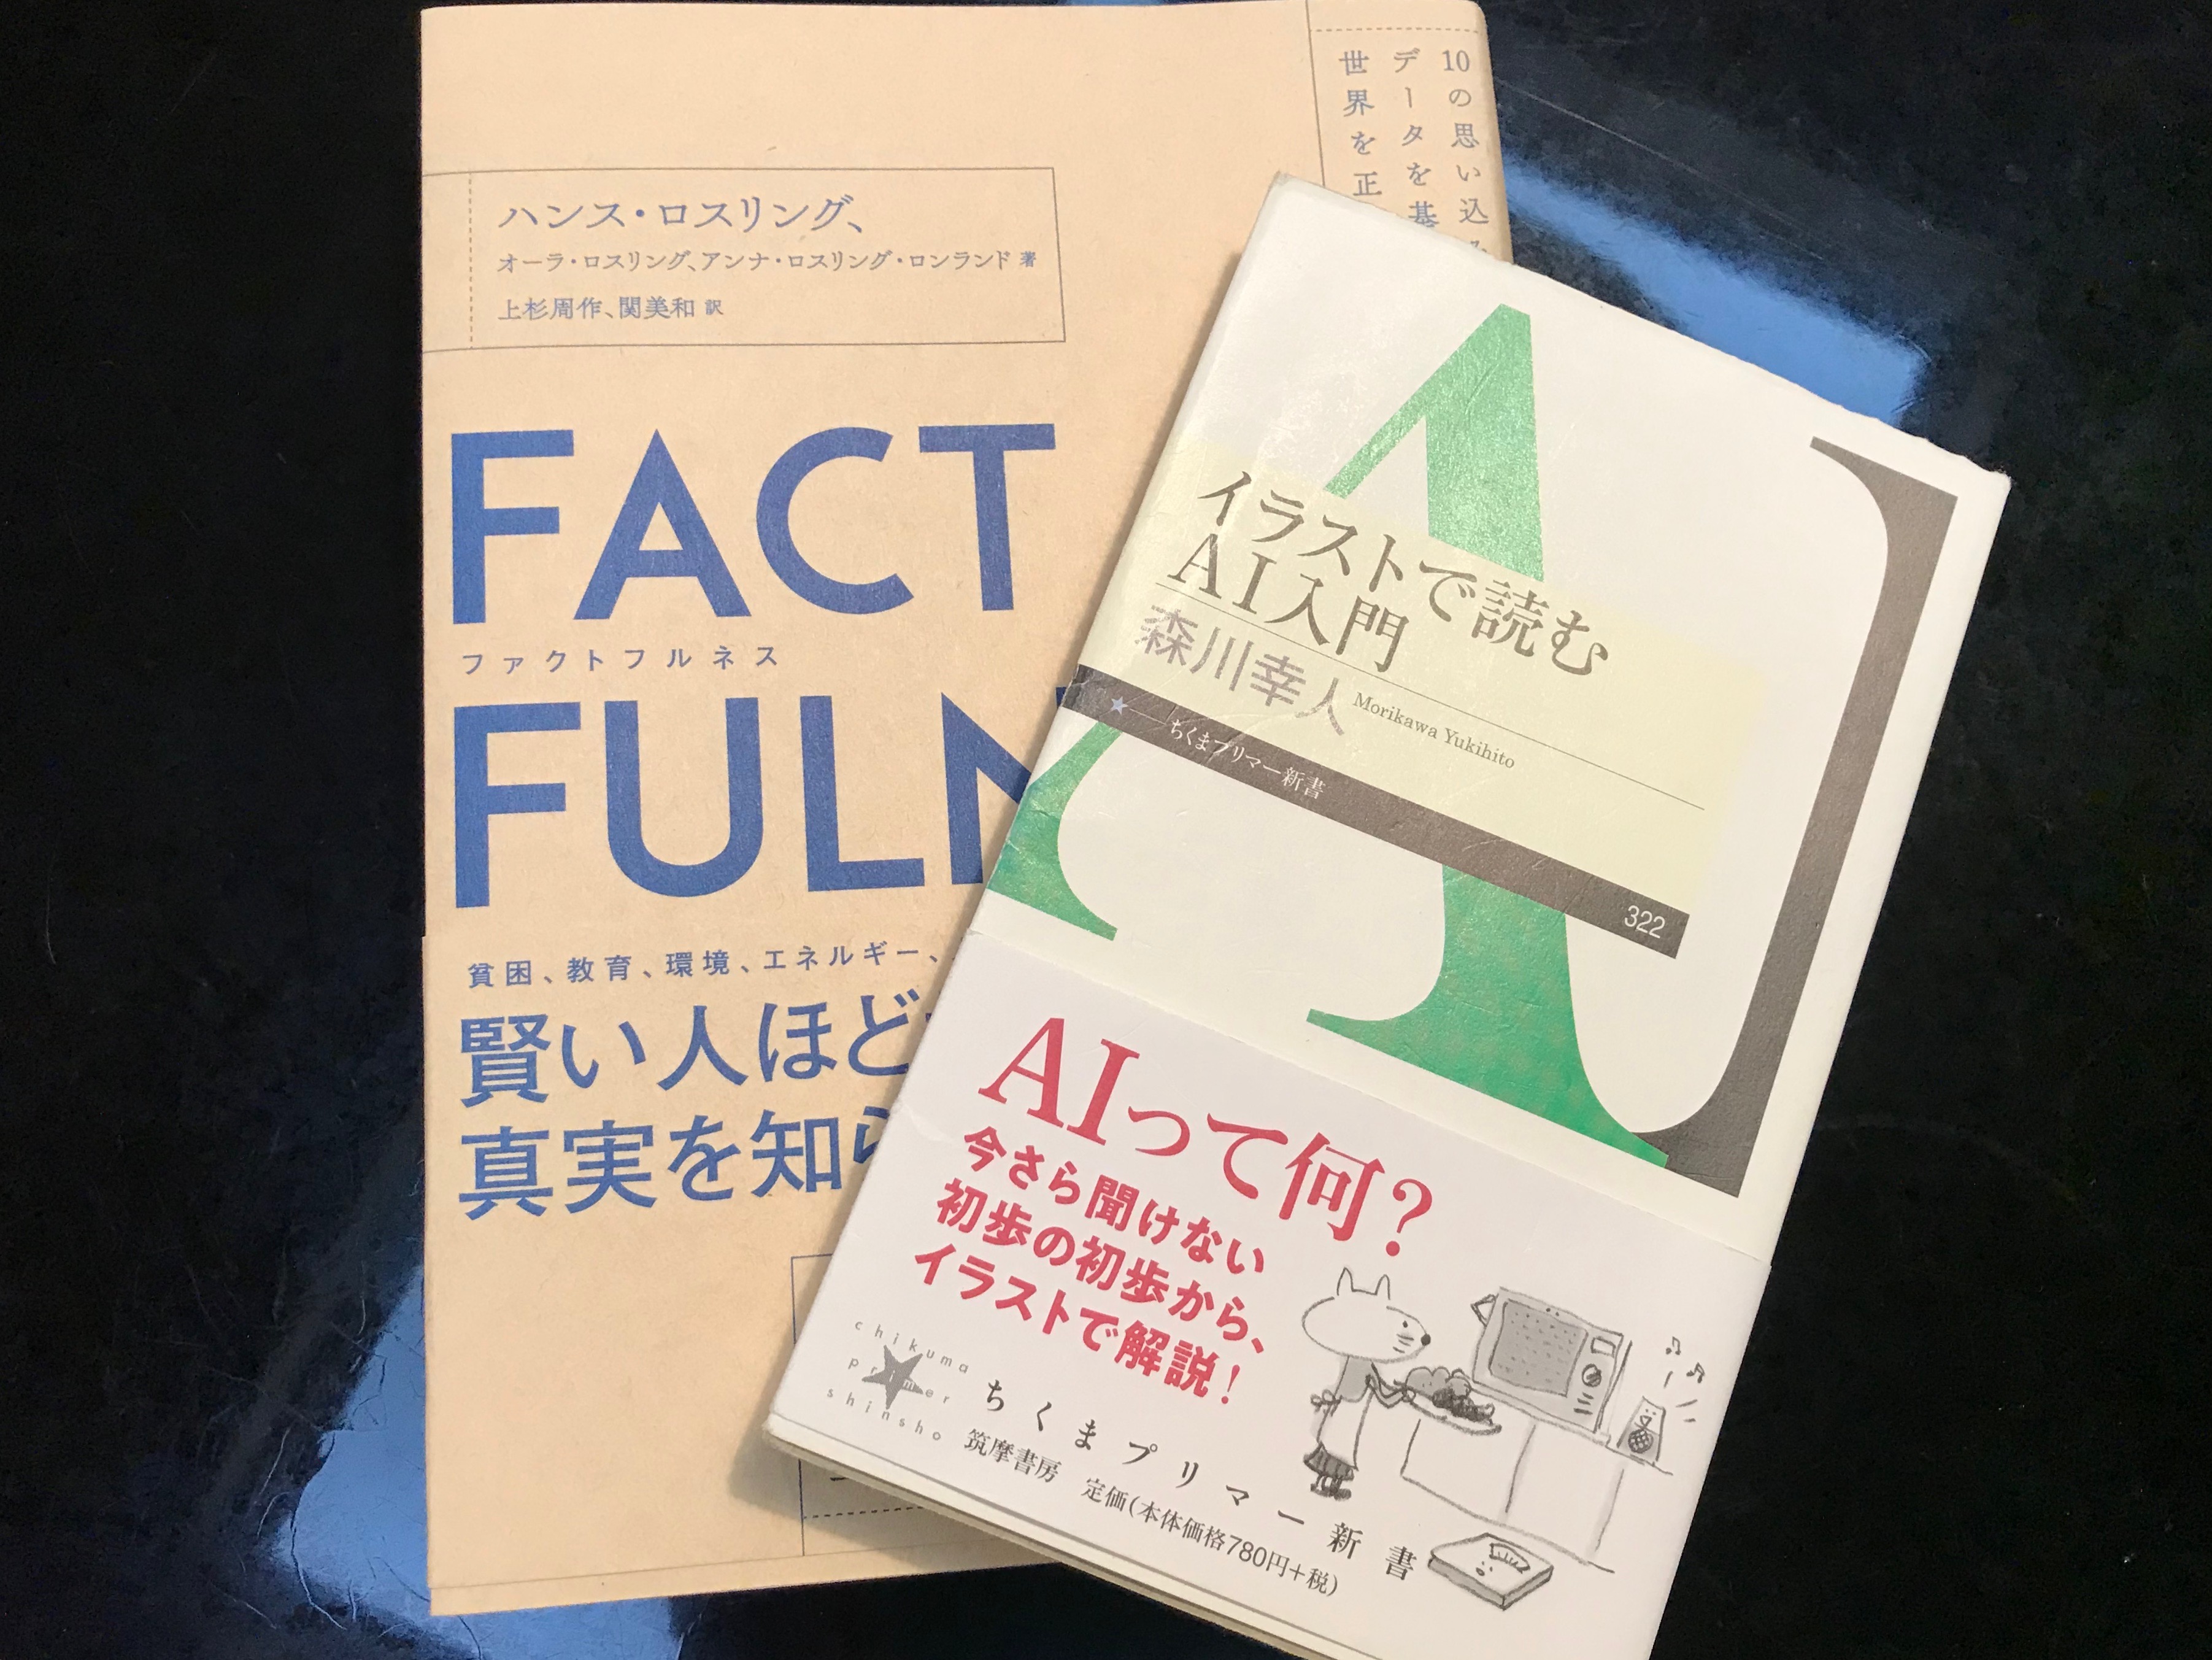 ハンス・ロスリング、
オーラ・ロスリング、アンナ・ロスリング・ロンランド 著
上杉周作、関美和 訳
10の思い込み
データを基
世界を正
FACT
ファクトフルネス
FULN
貧困、教育、環境、エネルギー、
賢い人ほど
真実を知ら
イラストで読む
AI入門
森川幸人 Morikawa Yukihito
★ ちくまプリマー新書
322
AIって何?
今さら聞けない
初歩の初歩から、
イラストで解説!
chikuma
primer
shinsho
ちくまプリマー新書
筑摩書房 定価(本体価格780円+税)